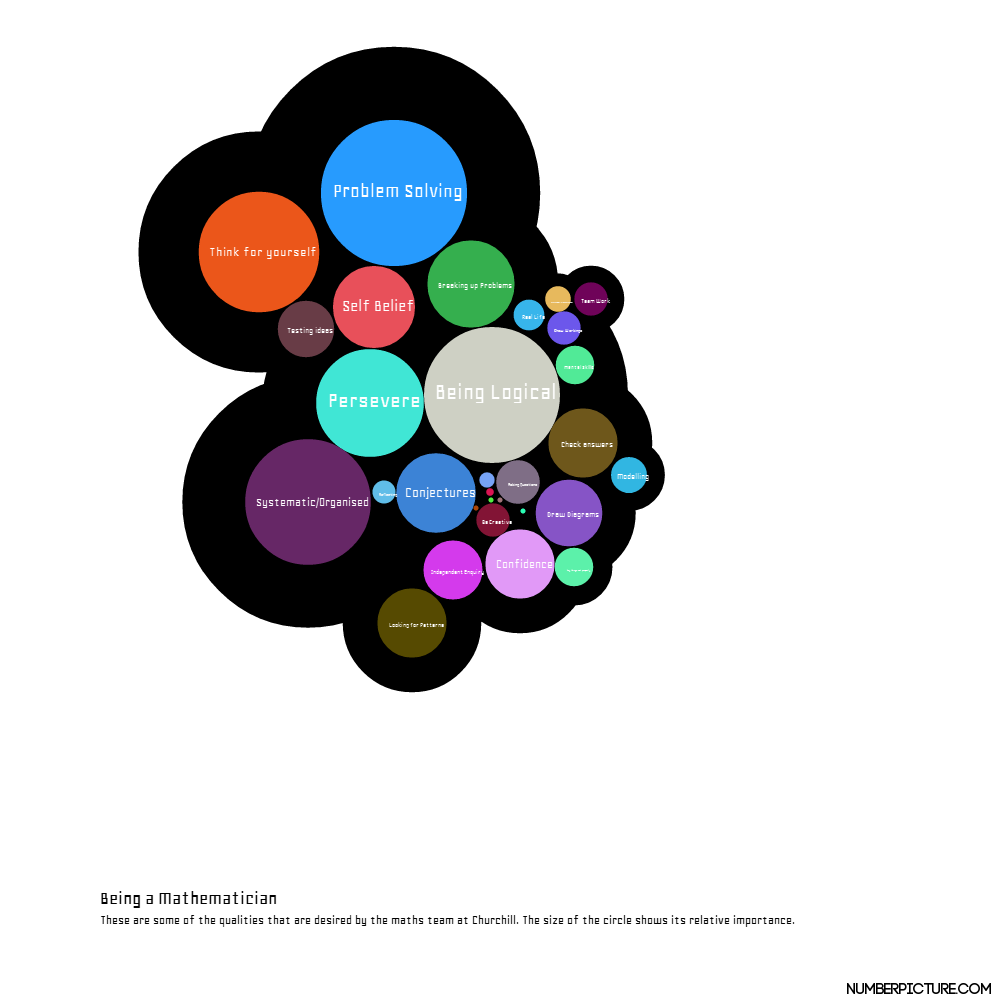 Problem Solving
Think for yourself
Breaking up Problems
Self Belief
Team Work
Real Life
Show Workings
Testing ideas
Mental skills
Being Logical
Persevere
Check answers
Modelling
Asking Questions
Conjectures
Systematic/Organised
Draw Diagrams
Be Creative
Confidence
Independent Enquiry
Looking for Patterns
Being a Mathematician
These are some of the qualities that are desired by the maths team at Churchill. The size of the circle shows its relative importance.
NUMBERPICTURE.COM